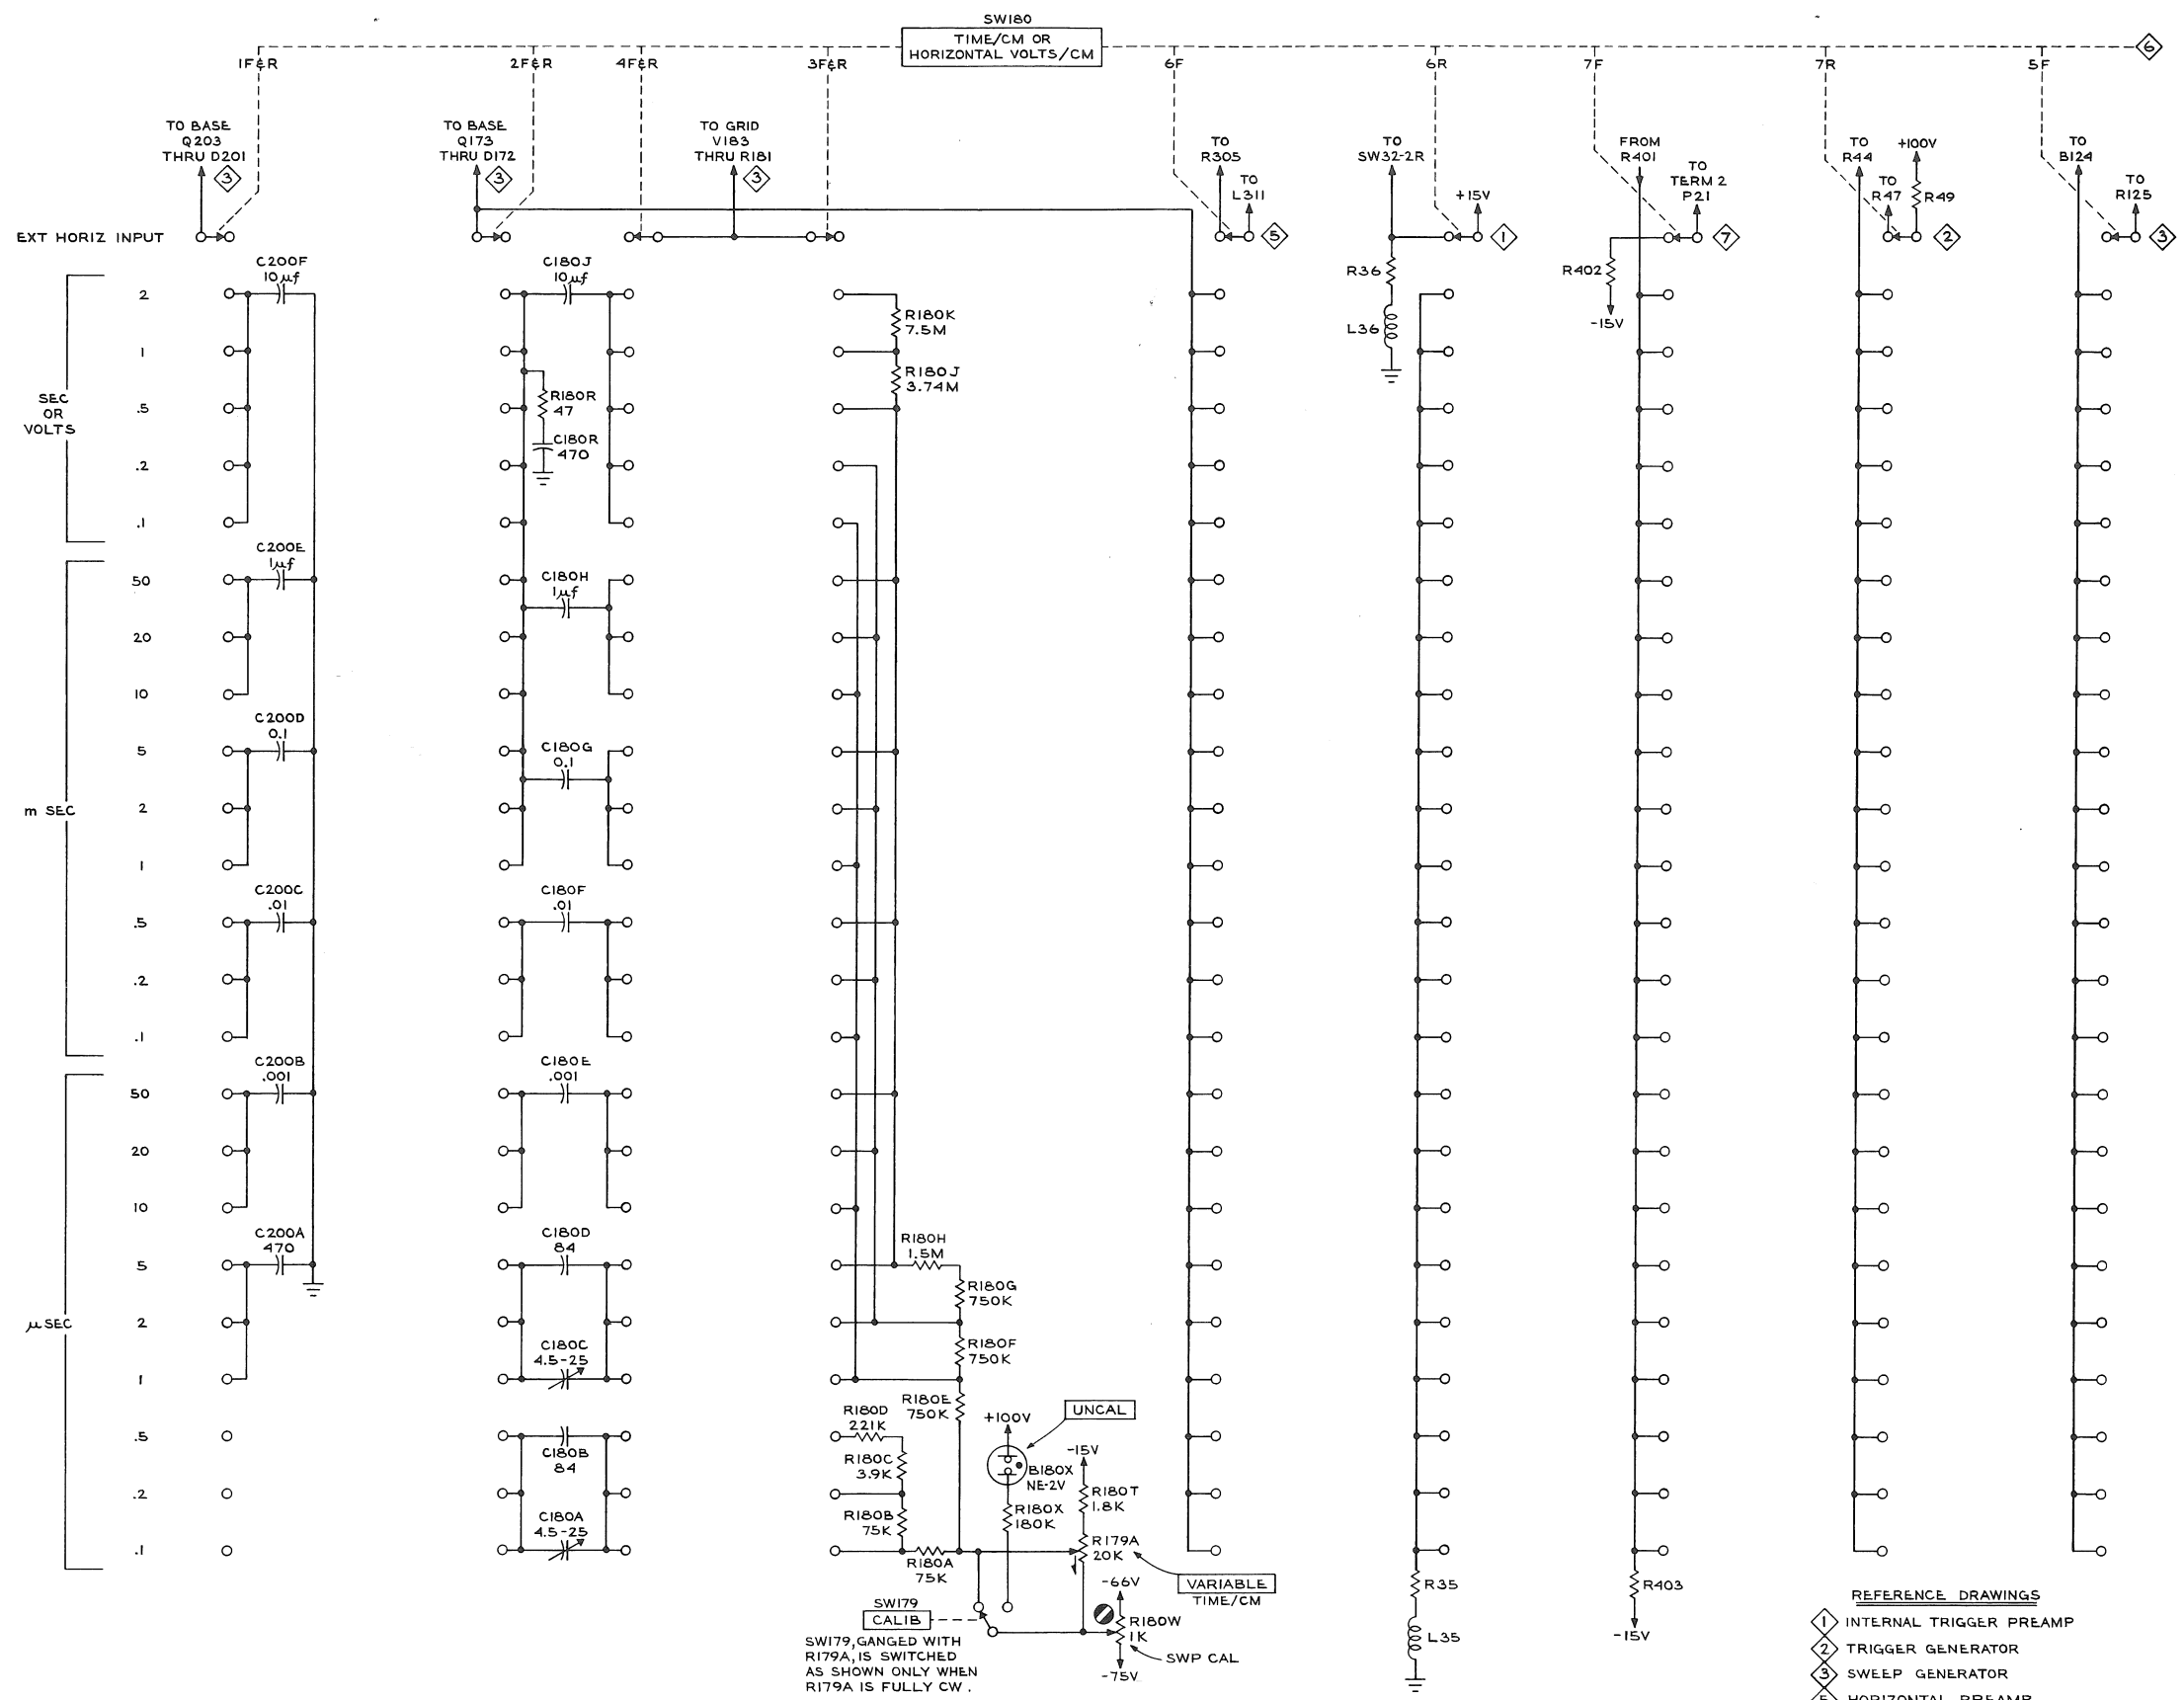 SW180
TIME/CM OR
HORIZONTAL VOLTS/CM
6
1F&R
2F&R
4F&R
3F&R
6F
6R
7F
7R
5F
TO BASE
Q203
THRU D201
3
TO BASE
Q173
THRU D172
3
TO GRID
V183
THRU R181
3
TO
R305
TO
L311
5
TO
SW32-2R
+15V
1
FROM
R401
TO
TERM 2
P21
7
TO
R44
TO
R47
+100V
R49
2
TO
B124
TO
R125
3
EXT HORIZ INPUT
SEC
OR
VOLTS
2
1
.5
.2
.1
m SEC
50
20
10
5
2
1
.5
.2
.1
μSEC
50
20
10
5
2
1
.5
.2
.1
C200F
10μf
C200E
1μf
C200D
0.1
C200C
.01
C200B
.001
C200A
470
C180J
10μf
R180R
47
C180R
470
C180H
1μf
C180G
0.1
C180F
.01
C180E
.001
C180D
84
C180C
4.5-25
C180B
84
C180A
4.5-25
R180K
7.5M
R180J
3.74M
R180H
1.5M
R180G
750K
R180F
750K
R180E
750K
R180D
221K
R180C
3.9K
R180B
75K
R180A
75K
+100V
UNCAL
B180X
NE-2V
R180X
180K
-15V
R180T
1.8K
R179A
20K
VARIABLE
TIME/CM
-66V
R180W
1K
SWP CAL
-75V
SW179
CALIB
SW179, GANGED WITH
R179A, IS SWITCHED
AS SHOWN ONLY WHEN
R179A IS FULLY CW.
R36
L36
R35
L35
R402
-15V
R403
-15V
REFERENCE DRAWINGS
1 INTERNAL TRIGGER PREAMP
2 TRIGGER GENERATOR
3 SWEEP GENERATOR
5 HORIZONTAL PREAMP